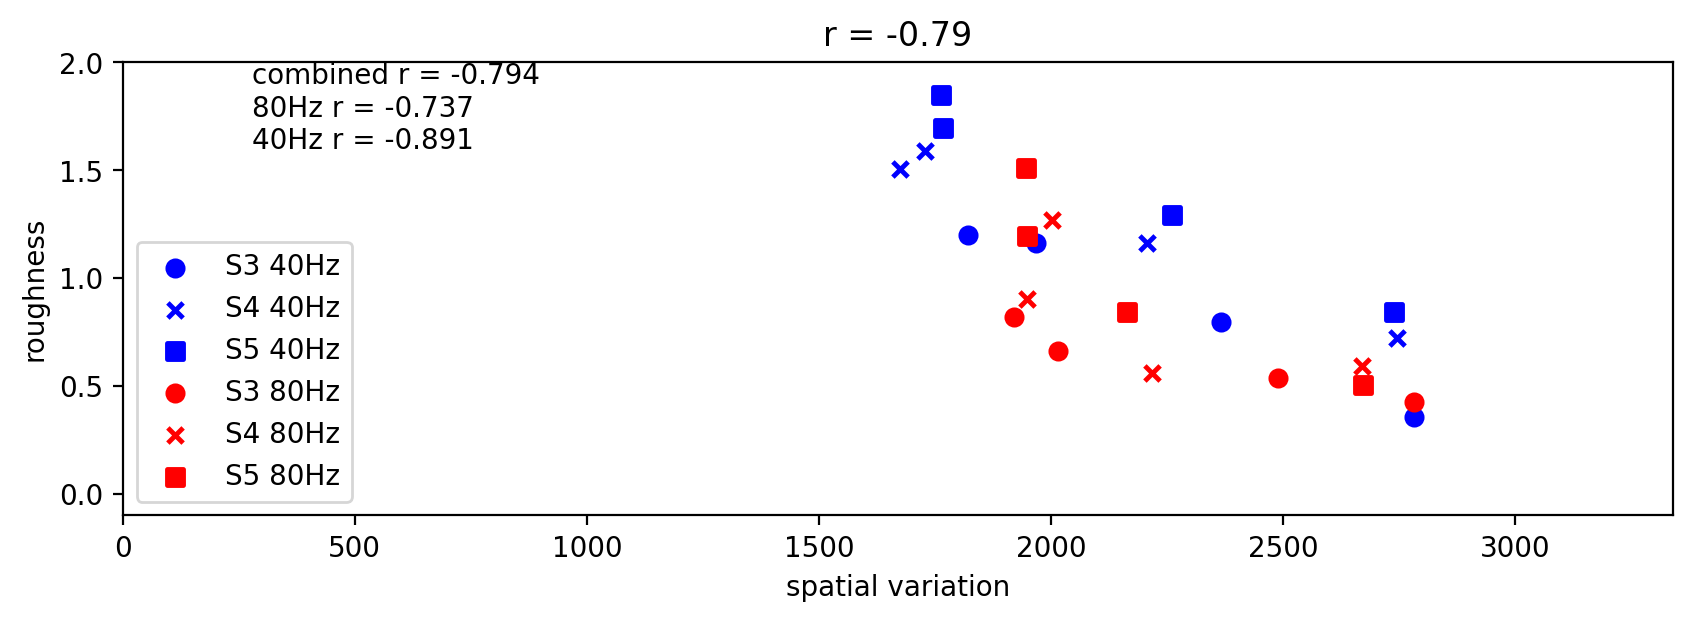 r = -0.79
combined r = -0.794
80Hz r = -0.737
40Hz r = -0.891
2.0
1.5
1.0
0.5
0.0
roughness
S3 40Hz
S4 40Hz
S5 40Hz
S3 80Hz
S4 80Hz
S5 80Hz
0 500 1000 1500 2000 2500 3000
spatial variation